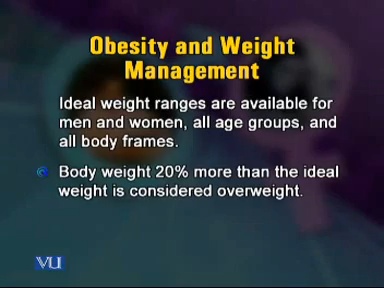 Obesity and Weight
Management
Ideal weight ranges are available for
men and women, all age groups, and
all body frames.
Body weight 20% more than the ideal
weight is considered overweight.
VU